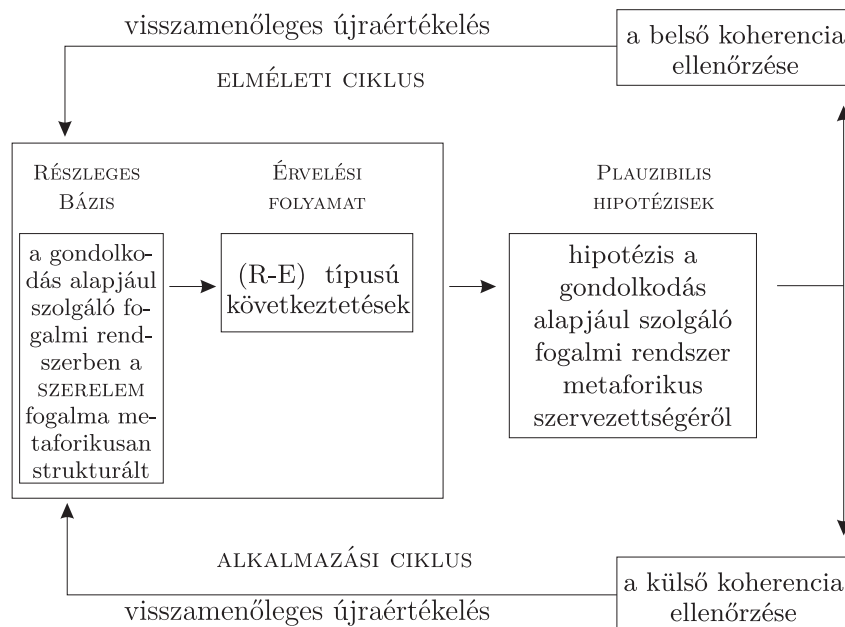 visszamenőleges újraértékelés
a belső koherencia
ellenőrzése
ELMÉLETI CIKLUS
RÉSZLEGES
BÁZIS
ÉRVELÉSI
FOLYAMAT
PLAUZIBILIS
HIPOTÉZISEK
a gondolko-
dás alapjául
szolgáló fo-
galmi rend-
szerben a
SZERELEM
fogalma me-
taforikusan
strukturált
(R-E) típusú
következtetések
hipotézis a
gondolkodás
alapjául szolgáló
fogalmi rendszer
metaforikus
szervezettségéről
ALKALMAZÁSI CIKLUS
a külső koherencia
ellenőrzése
visszamenőleges újraértékelés